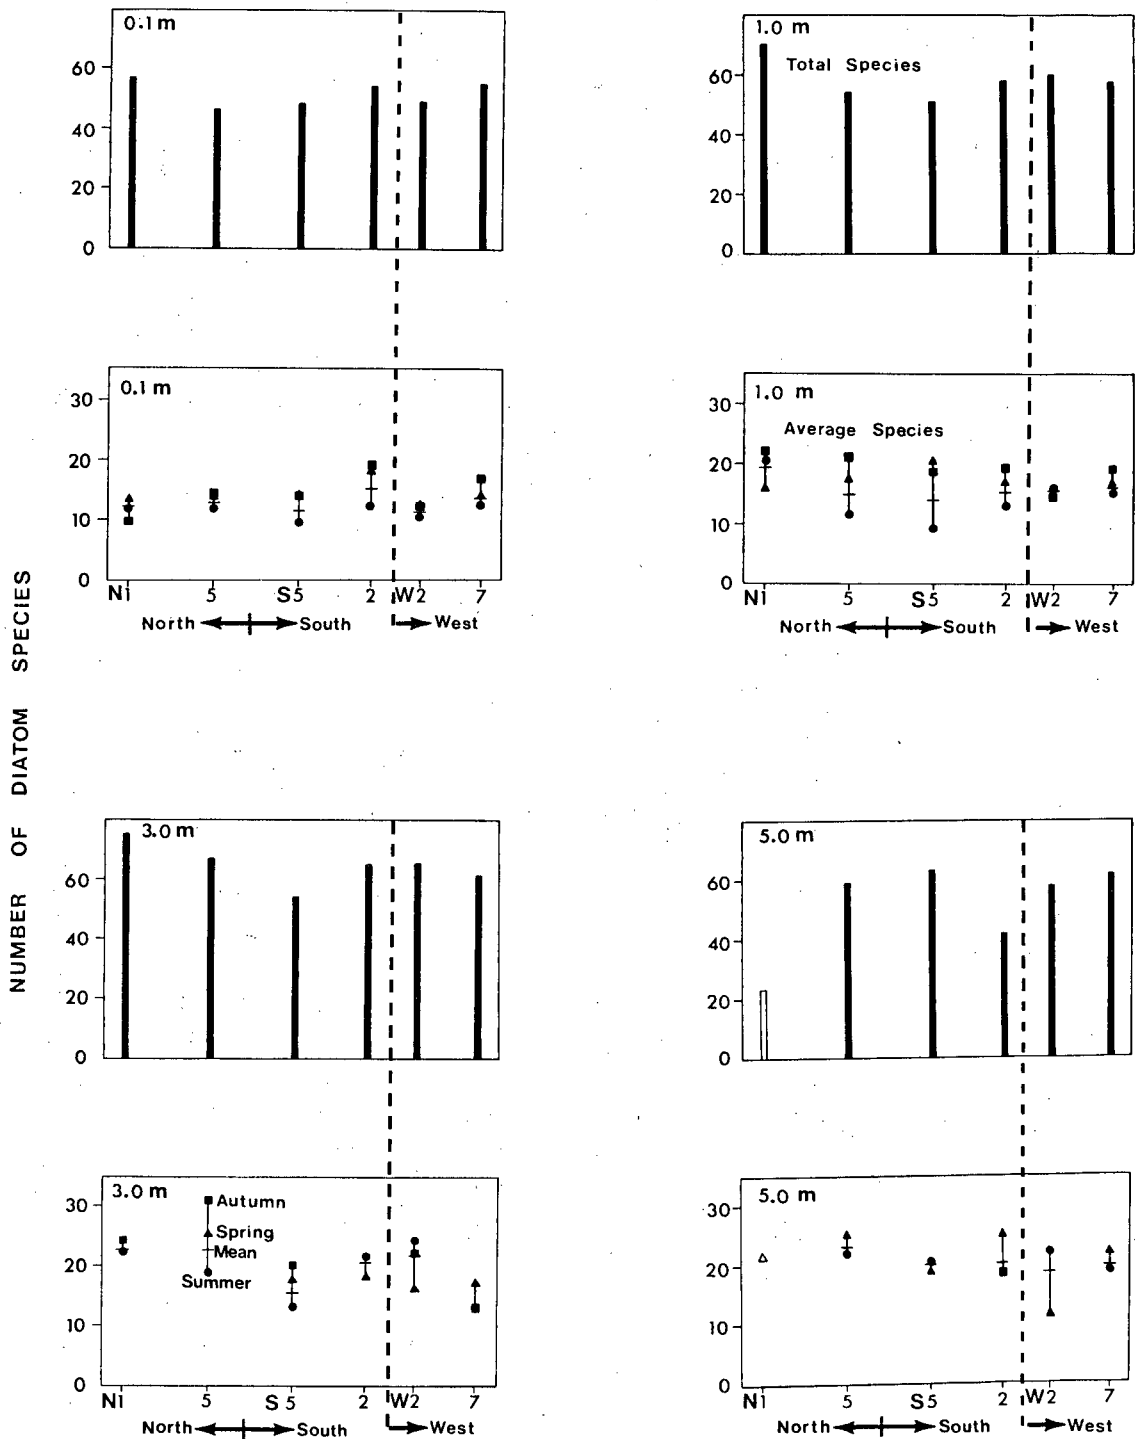 NUMBER OF DIATOM SPECIES
0.1 m
60
40
20
0
1.0 m
Total Species
60
40
20
0
0.1 m
30
20
10
0
N1 5 S5 2 W2 7
North South West
1.0 m
Average Species
30
20
10
0
N1 5 S5 2 W2 7
North South West
3.0 m
60
40
20
0
5.0 m
60
40
20
0
3.0 m
Autumn
Spring
Mean
Summer
30
20
10
0
N1 5 S5 2 W2 7
North South West
5.0 m
30
20
10
0
N1 5 S5 2 W2 7
North South West